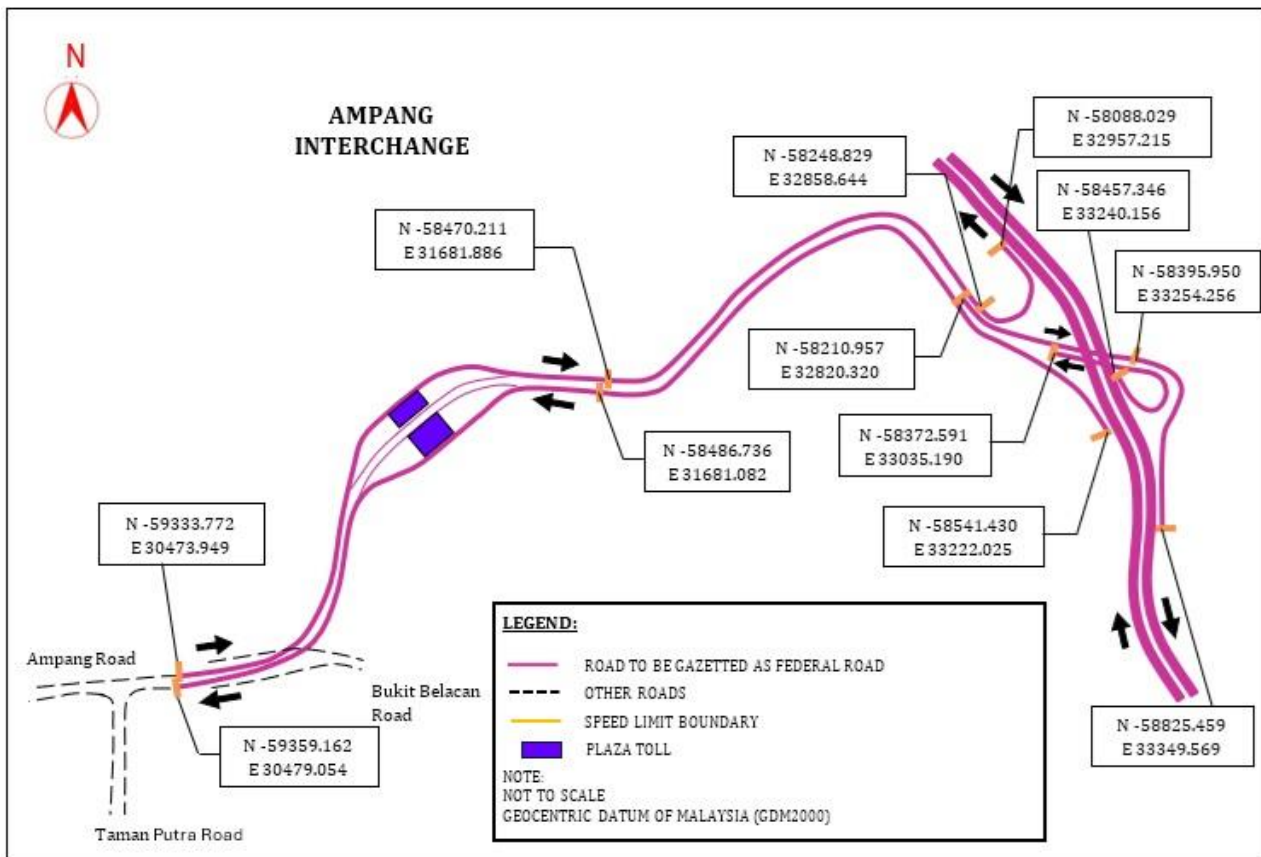 N
AMPANG
INTERCHANGE
N -58088.029
E 32957.215
N -58248.829
E 32858.644
N -58457.346
E 33240.156
N -58470.211
E 31681.886
N -58395.950
E 33254.256
N -58210.957
E 32820.320
N -58372.591
E 33035.190
N -58486.736
E 31681.082
N -58541.430
E 33222.025
N -59333.772
E 30473.949
Ampang Road
Bukit Belacan
Road
N -59359.162
E 30479.054
Taman Putra Road
N -58825.459
E 33349.569
LEGEND:
ROAD TO BE GAZETTED AS FEDERAL ROAD
OTHER ROADS
SPEED LIMIT BOUNDARY
PLAZA TOLL
NOTE:
NOT TO SCALE
GEOCENTRIC DATUM OF MALAYSIA (GDM2000)